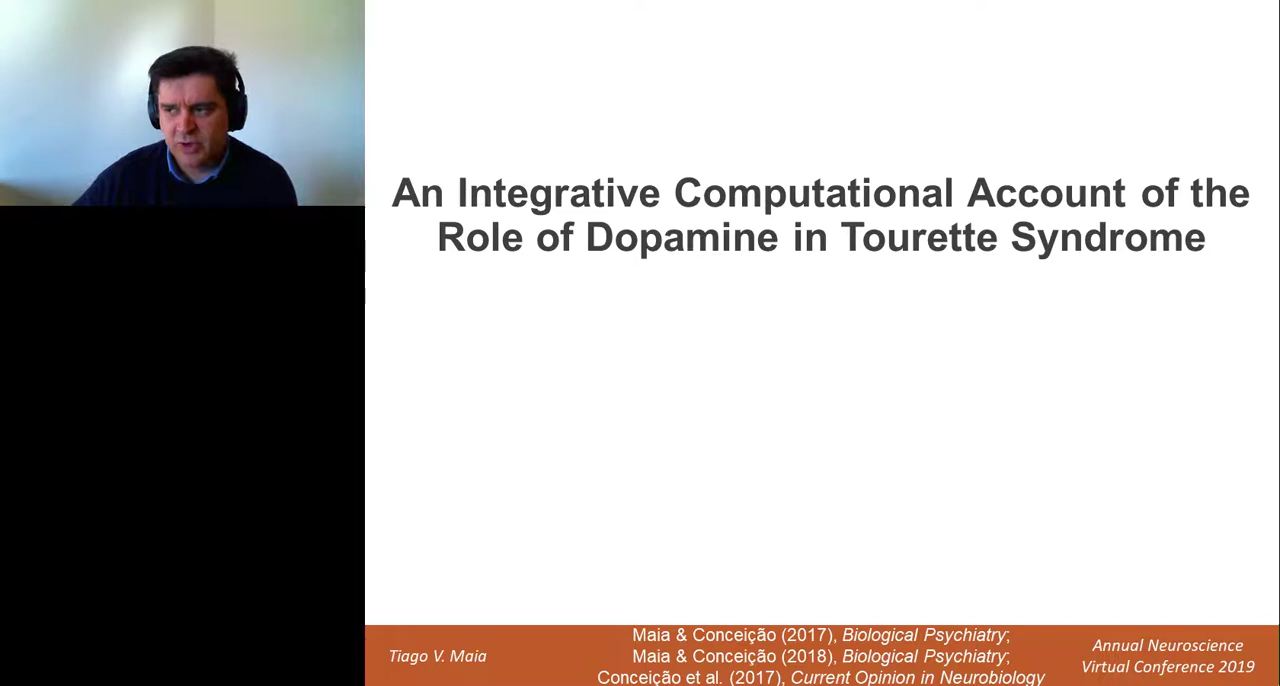 An Integrative Computational Account of the
Role of Dopamine in Tourette Syndrome
Tiago V. Maia
Maia & Conceição (2017), Biological Psychiatry;
Maia & Conceição (2018), Biological Psychiatry;
Conceição et al. (2017), Current Opinion in Neurobiology
Annual Neuroscience
Virtual Conference 2019